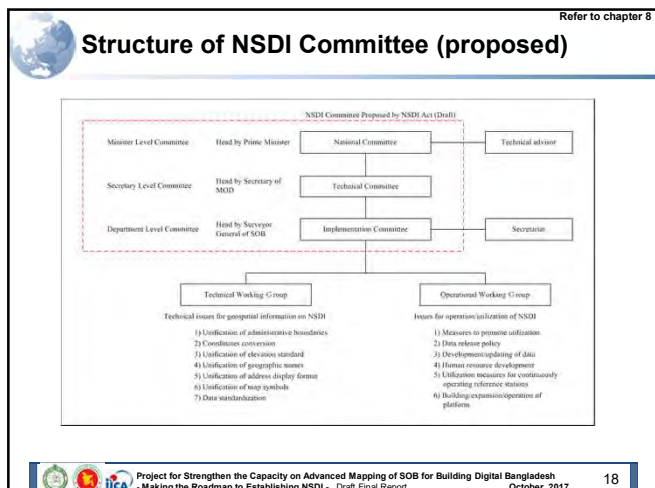 Refer to chapter 8
Structure of NSDI Committee (proposed)
NSDI Committee Proposed by NSDI Act (Draft)
Minister Level Committee Head by Prime Minister National Committee Technical advisor
Secretary Level Committee Head by Secretary of MOD Technical Committee
Department Level Committee Head by Surveyor General of SOB Implementation Committee Secretariat
Technical Working Group
Technical issues for geospatial information on NSDI
1) Unification of administrative boundaries
2) Coordinates conversion
3) Unification of elevation standard
4) Unification of geographic names
5) Unification of address display format
6) Unification of map symbols
7) Data standardization
Operational Working Group
Issues for operation/utilization of NSDI
1) Measures to promote utilization
2) Data release policy
3) Development/updating of data
4) Human resource development
5) Utilization measures for continuously
operating reference stations
6) Building/expansion/operation of
platform
jicA
Project for Strengthen the Capacity on Advanced Mapping of SOB for Building Digital Bangladesh
- Making the Roadmap to Establishing NSDI - Draft Final Report October, 2017
18